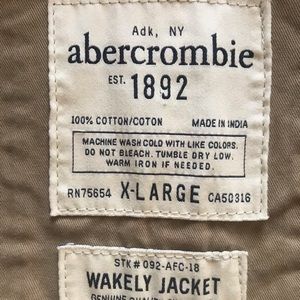 Adk, NY
abercrombie
EST. 1892
100% COTTON/COTON MADE IN INDIA
MACHINE WASH COLD WITH LIKE COLORS.
DO NOT BLEACH. TUMBLE DRY LOW.
WARM IRON IF NEEDED.
RN75654 X-LARGE CA50316
STK# 092-AFC-18
WAKELY JACKET
GENUINE